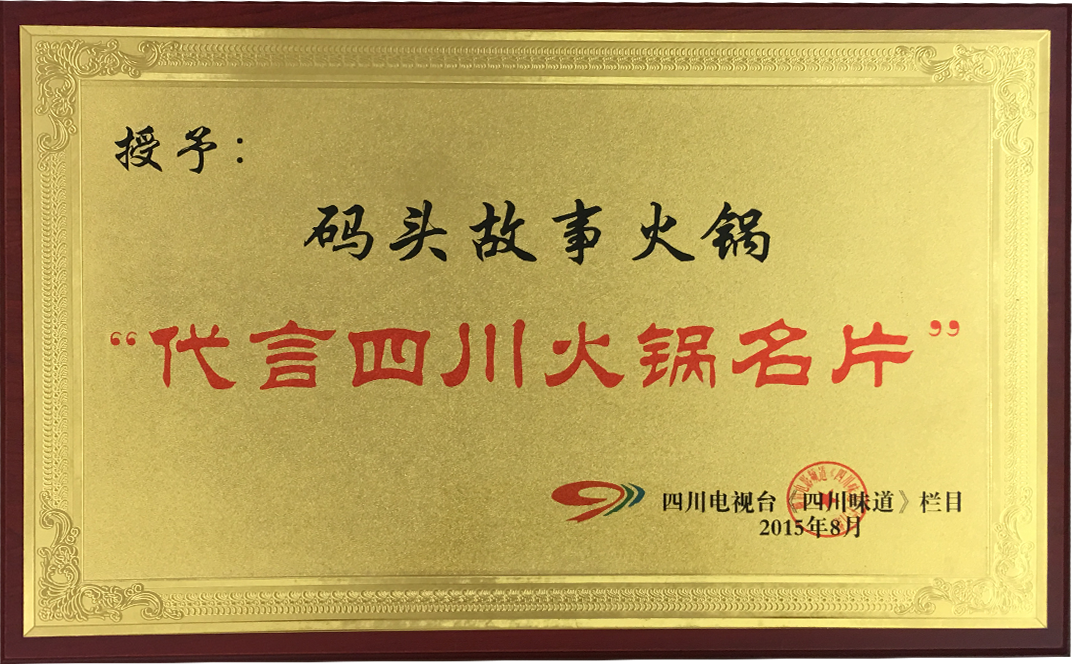 授予：
码头故事火锅
“代言四川火锅名片”
四川电视台《四川味道》栏目
2015年8月